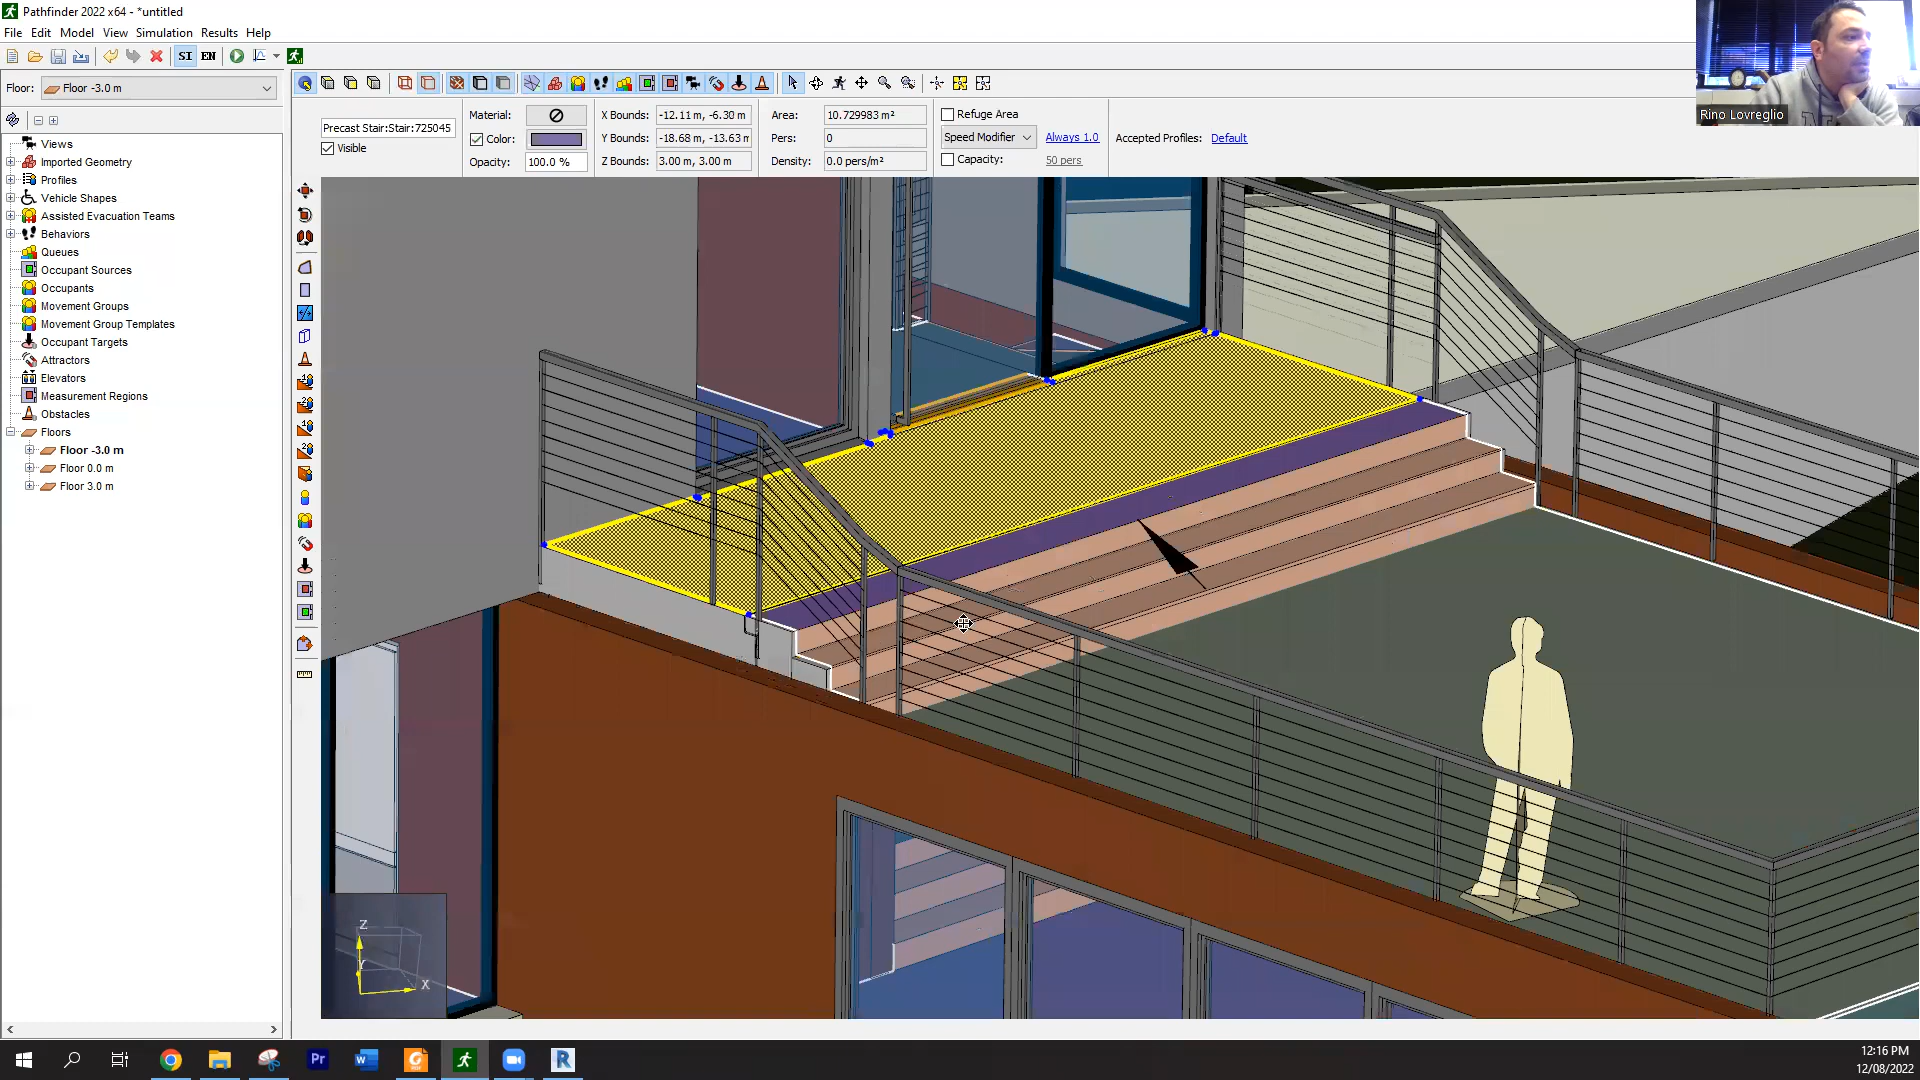 Pathfinder 2022 x64 - *untitled
File Edit Model View Simulation Results Help
SI EN
Floor: Floor -3.0 m
Views
Imported Geometry
Profiles
Vehicle Shapes
Assisted Evacuation Teams
Behaviors
Queues
Occupant Sources
Occupants
Movement Groups
Movement Group Templates
Occupant Targets
Attractors
Elevators
Measurement Regions
Obstacles
Floors
Floor -3.0 m
Floor 0.0 m
Floor 3.0 m
Precast Stair:Stair:725045
Visible
Material:
Color:
Opacity: 100.0 %
X Bounds: -12.11 m, -6.30 m
Y Bounds: -18.68 m, -13.63 m
Z Bounds: 3.00 m, 3.00 m
Area: 10.729983 m²
Pers: 0
Density: 0.0 pers/m²
Refuge Area
Speed Modifier Always 1.0
Capacity: 50 pers
Accepted Profiles: Default
Rino Lovreglio
Z
Y
X
Pr
W
R
12:16 PM
12/08/2022